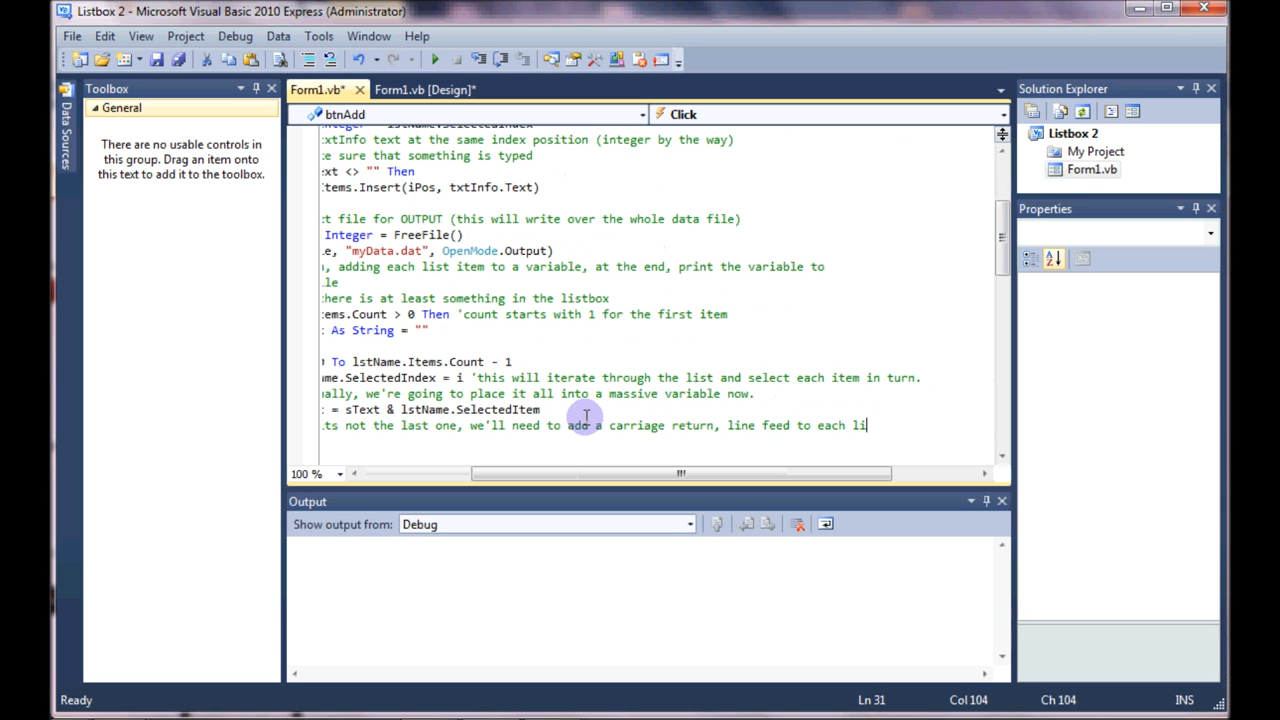 Listbox 2 - Microsoft Visual Basic 2010 Express (Administrator)
File Edit View Project Debug Data Tools Window Help
Toolbox
General
There are no usable controls in
this group. Drag an item onto
this text to add it to the toolbox.
Data Sources
Form1.vb* Form1.vb [Design]*
btnAdd Click
xtInfo text at the same index position (integer by the way)
e sure that something is typed
ext <> "" Then
Items.Insert(iPos, txtInfo.Text)
ct file for OUTPUT (this will write over the whole data file)
Integer = FreeFile()
e, "myData.dat", OpenMode.Output)
, adding each list item to a variable, at the end, print the variable to
le
here is at least something in the listbox
ems.Count > 0 Then 'count starts with 1 for the first item
As String = ""
To lstName.Items.Count - 1
me.SelectedIndex = i 'this will iterate through the list and select each item in turn.
ually, we're going to place it all into a massive variable now.
= sText & lstName.SelectedItem
ts not the last one, we'll need to add a carriage return, line feed to each li
100 %
Output
Show output from: Debug
Solution Explorer
Listbox 2
My Project
Form1.vb
Properties
Ready Ln 31 Col 104 Ch 104 INS